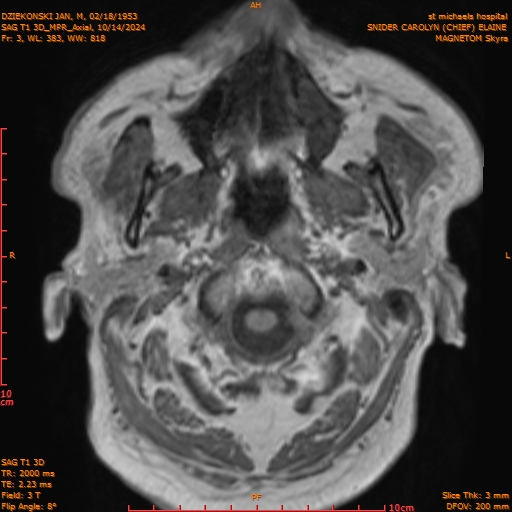 AH
DZIEKONSKI JAN, M, 02/18/1953
SAG T1 3D_MPR_Axial, 10/14/2024
Fr: 3, WL: 383, WW: 818
st michaels hospital
SNIDER CAROLYN (CHIEF) ELAINE
MAGNETOM Skyra
R
L
10
cm
SAG T1 3D
TR: 2000 ms
TE: 2.23 ms
Field: 3 T
Flip Angle: 8°
PF
10cm
Slice Thk: 3 mm
DFOV: 200 mm